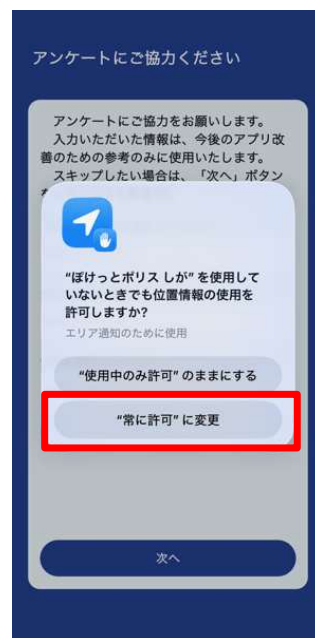 アンケートにご協力ください
アンケートにご協力をお願いします。
入力いただいた情報は、今後のアプリ改
善のための参考のみに使用いたします。
スキップしたい場合は、「次へ」ボタン
“ぽけっとポリス しが” を使用して
いないときでも位置情報の使用を
許可しますか?
エリア通知のために使用
“使用中のみ許可” のままにする
“常に許可” に変更
次へ